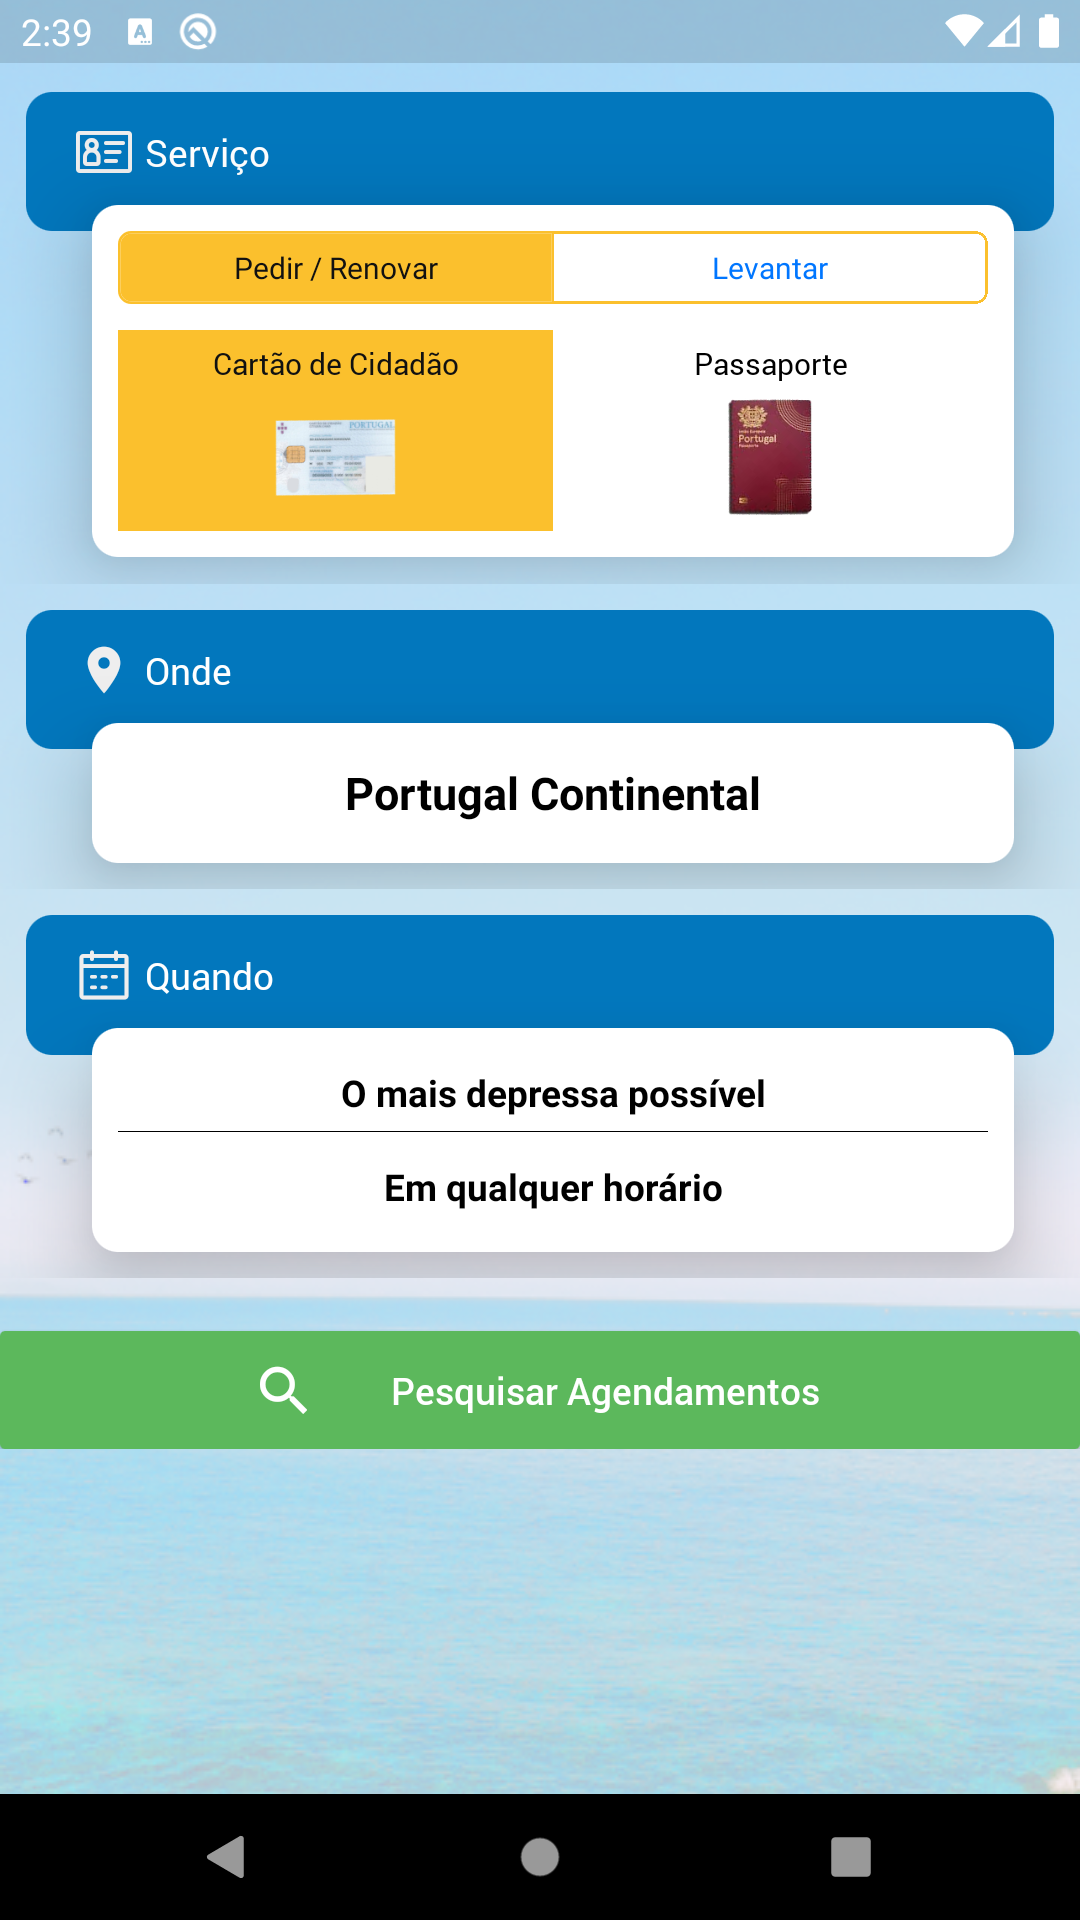 2:39
Serviço
Pedir / Renovar
Levantar
Cartão de Cidadão
Passaporte
PORTUGAL
Portugal
Onde
Portugal Continental
Quando
O mais depressa possível
Em qualquer horário
Pesquisar Agendamentos